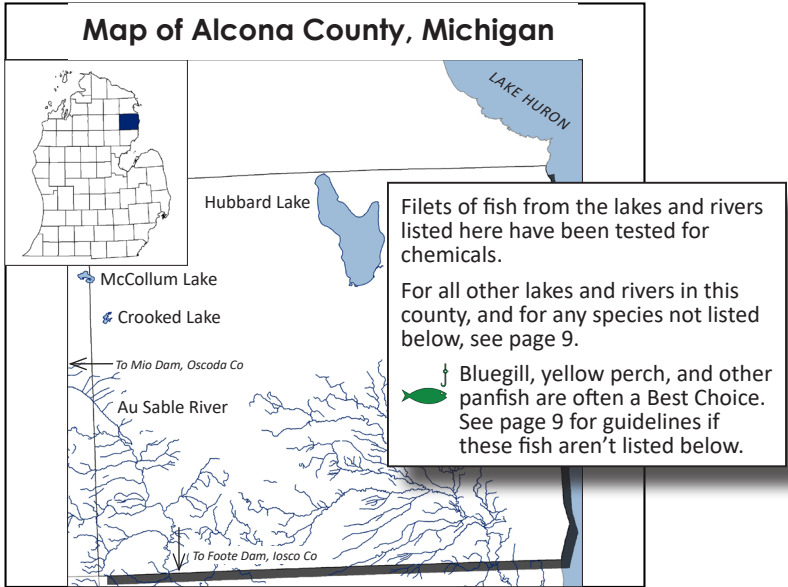 Map of Alcona County, Michigan
LAKE HURON
Hubbard Lake
McCollum Lake
Crooked Lake
To Mio Dam, Oscoda Co
Au Sable River
To Foote Dam, Iosco Co
Filets of fish from the lakes and rivers
listed here have been tested for
chemicals.
For all other lakes and rivers in this
county, and for any species not listed
below, see page 9.
Bluegill, yellow perch, and other
panfish are often a Best Choice.
See page 9 for guidelines if
these fish aren’t listed below.